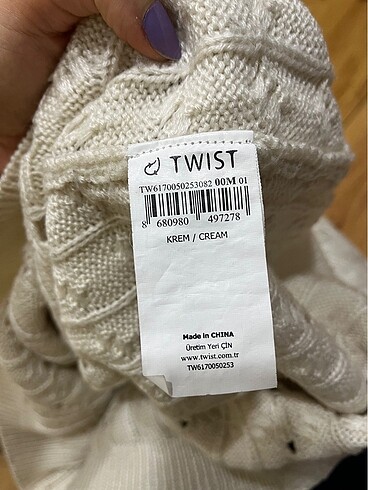 TWIST
TW6170050253082 00M 01
8 680980 497278
KREM / CREAM
Made in CHINA
Üretim Yeri ÇİN
www.twist.com.tr
TW6170050253